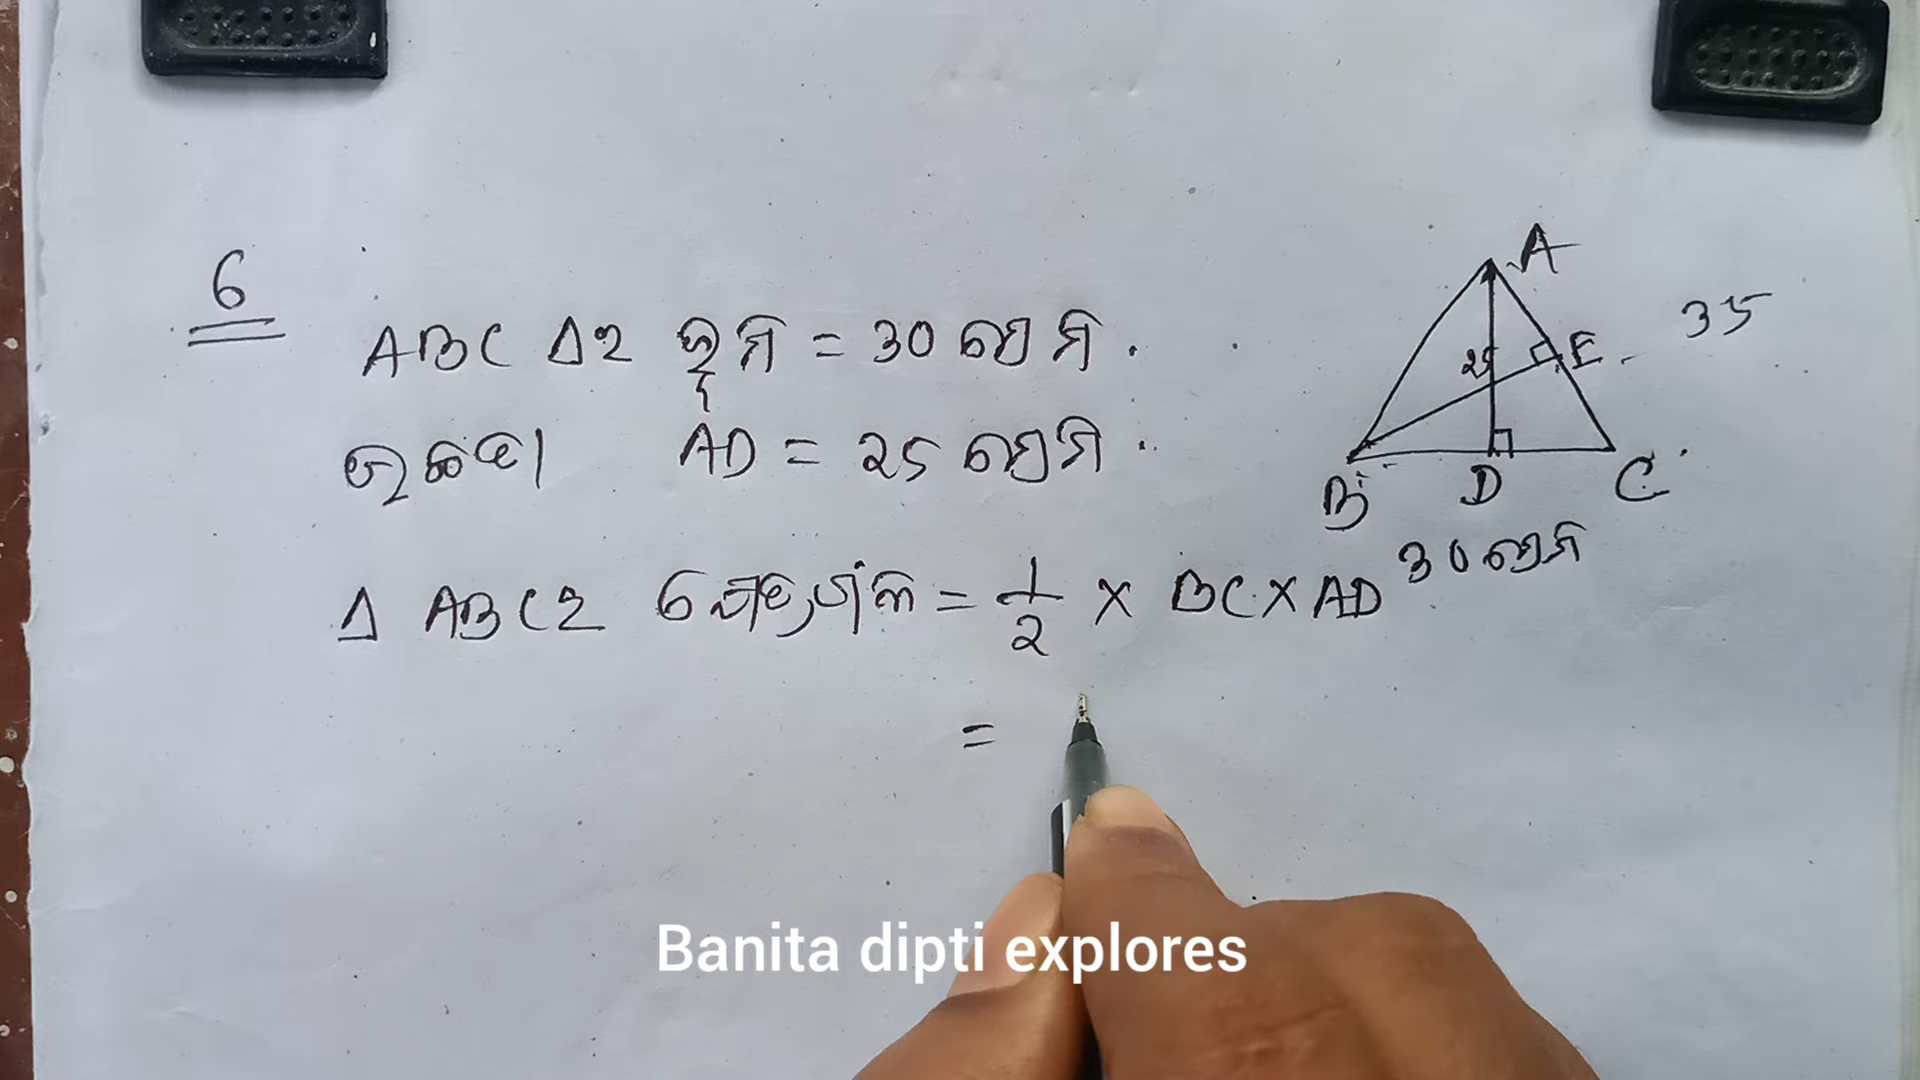 6
ABC Δର ଭୂମି = 30 ସେମି.
ଉଚ୍ଚତା AD = 25 ସେମି.
Δ ABC ର କ୍ଷେତ୍ରଫଳ = 1/2 × BC × AD
=
A
35
25
E
B
D
C
30 ସେମି
Banita dipti explores